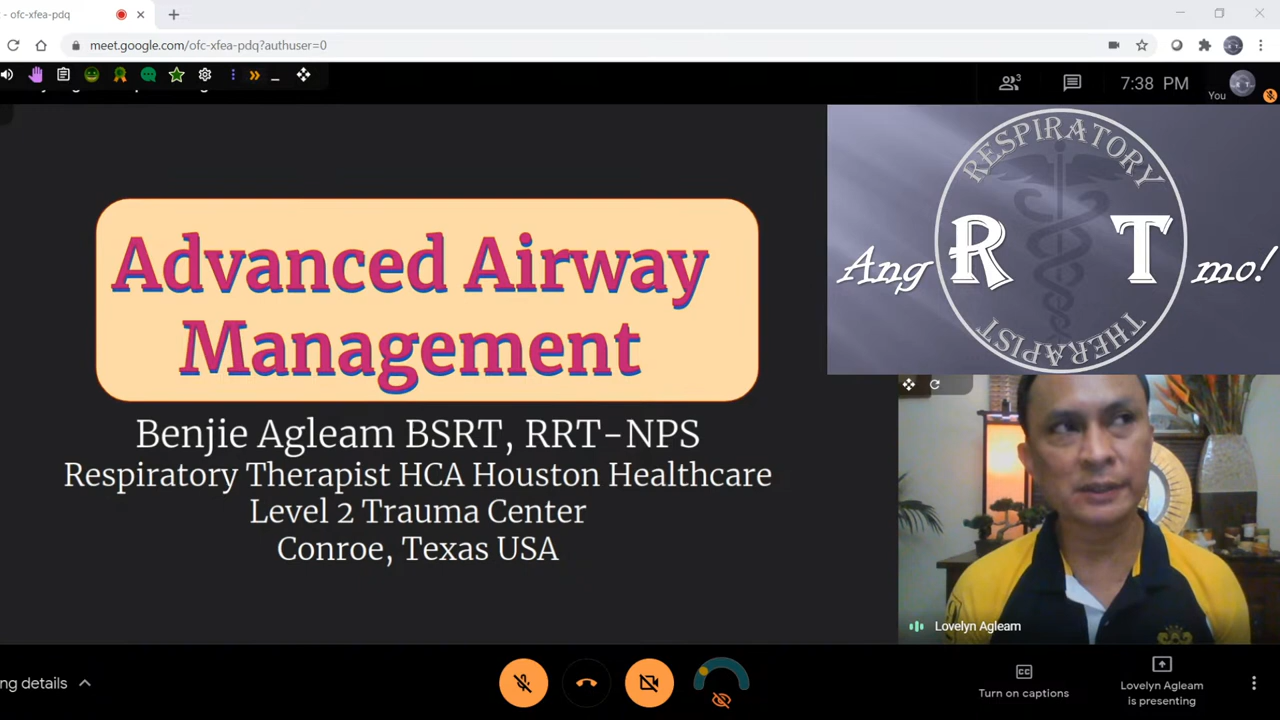 - ofc-xfea-pdq
meet.google.com/ofc-xfea-pdq?authuser=0
3
7:38 PM
You
RESPIRATORY
Ang R T mo!
THERAPIST
Advanced Airway
Management
Benjie Agleam BSRT, RRT-NPS
Respiratory Therapist HCA Houston Healthcare
Level 2 Trauma Center
Conroe, Texas USA
Lovelyn Agleam
ng details
Turn on captions
Lovelyn Agleam
is presenting